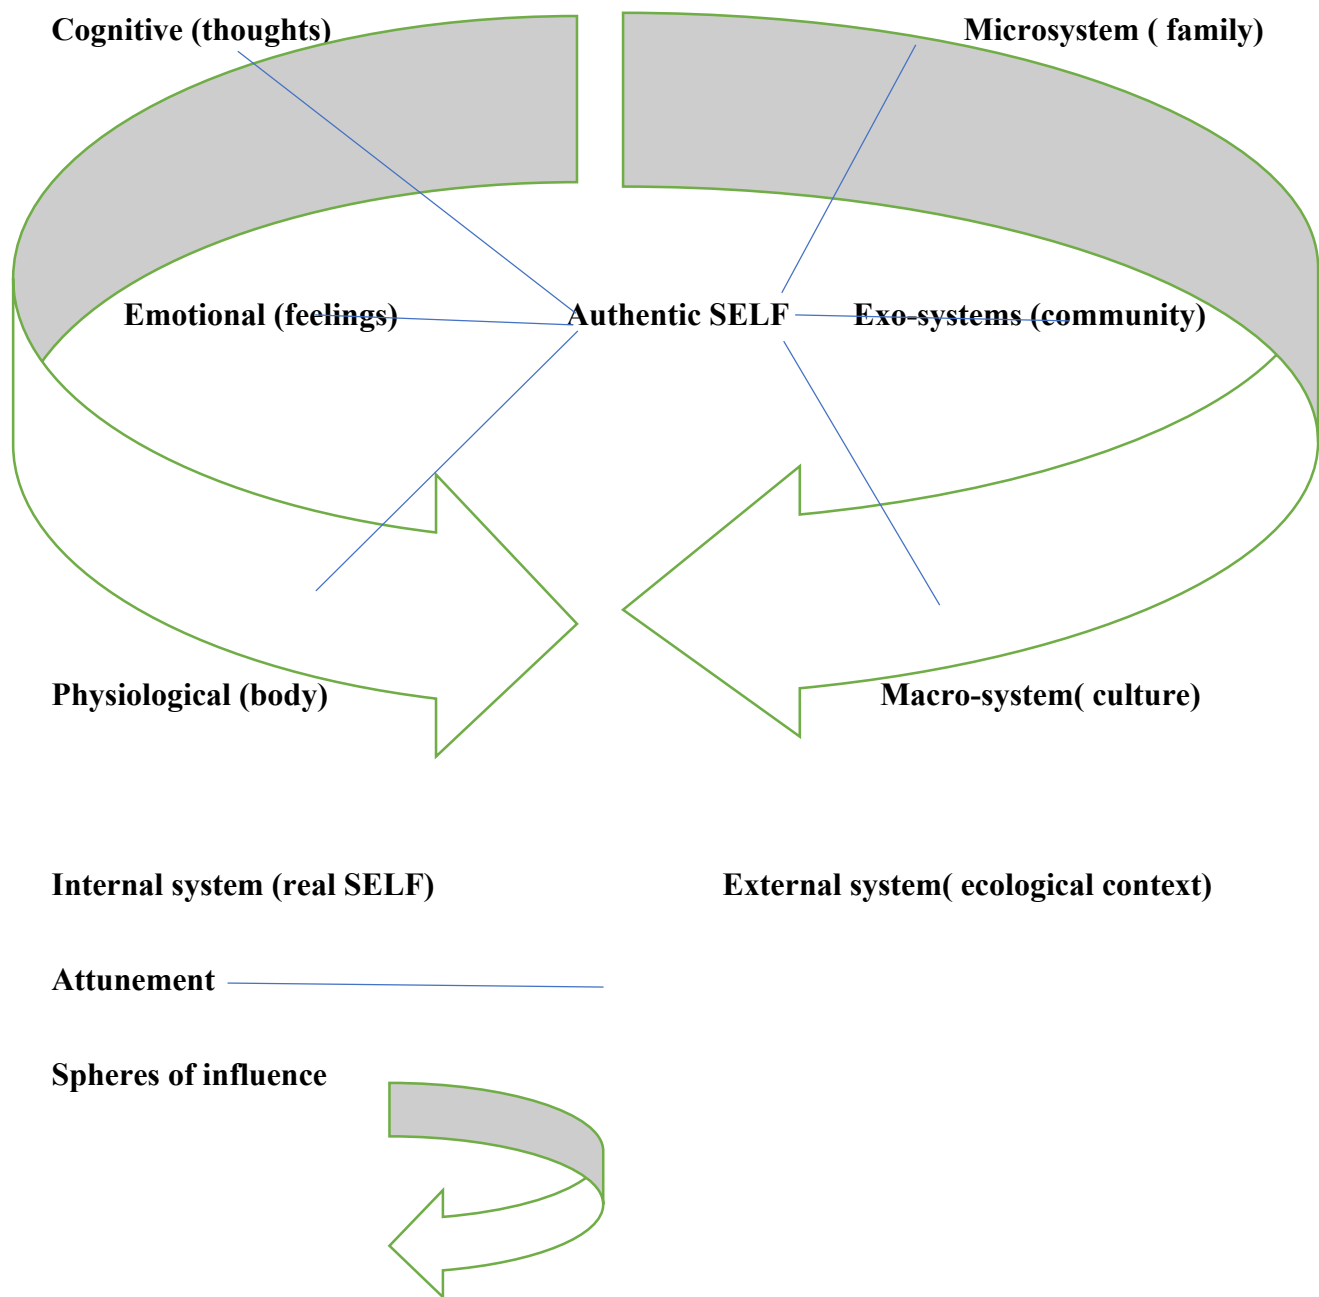 Cognitive (thoughts) Microsystem ( family)
Emotional (feelings) Authentic SELF Exo-systems (community)
Physiological (body) Macro-system( culture)
Internal system (real SELF) External system( ecological context)
Attunement
Spheres of influence